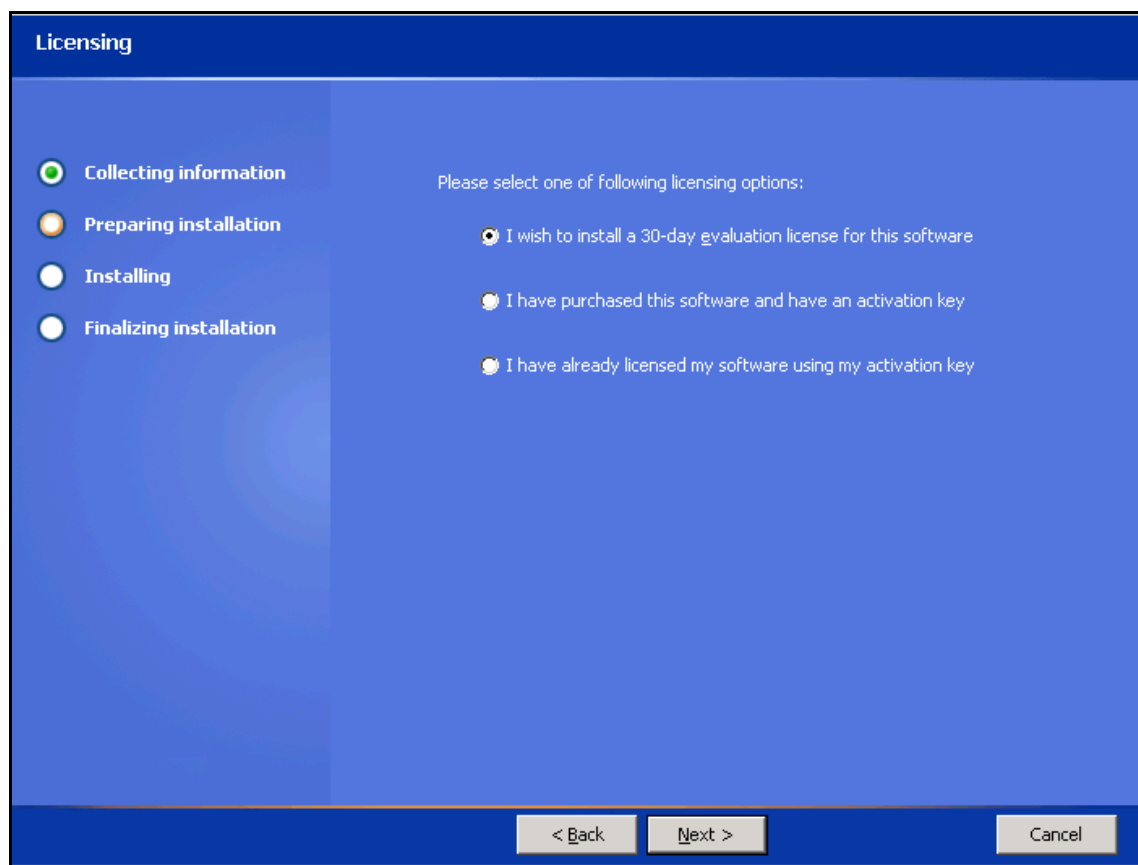 Licensing
Collecting information
Preparing installation
Installing
Finalizing installation
Please select one of following licensing options:
I wish to install a 30-day evaluation license for this software
I have purchased this software and have an activation key
I have already licensed my software using my activation key
< Back
Next >
Cancel